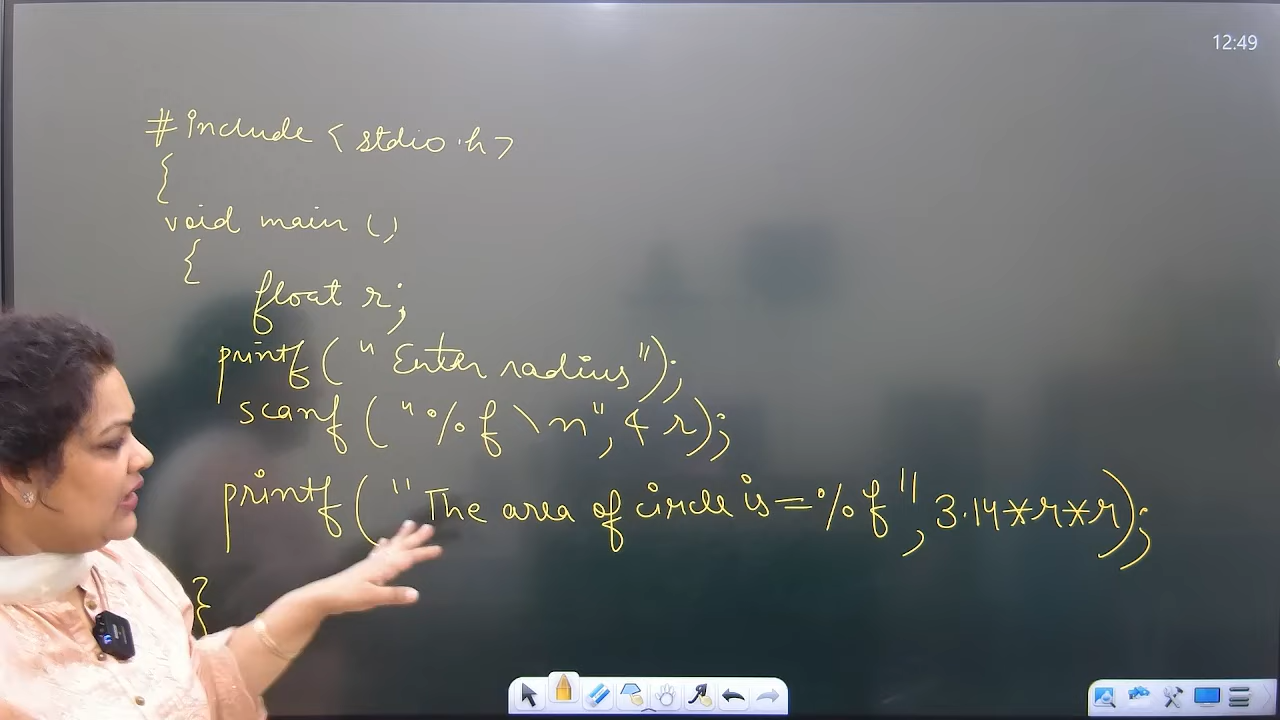 12:49
#include <stdio.h>
{
void main ()
{
float r;
printf ("Enter radius");
scanf ("%f \n", & r);
printf ("The area of circle is = %f", 3.14*r*r);
}